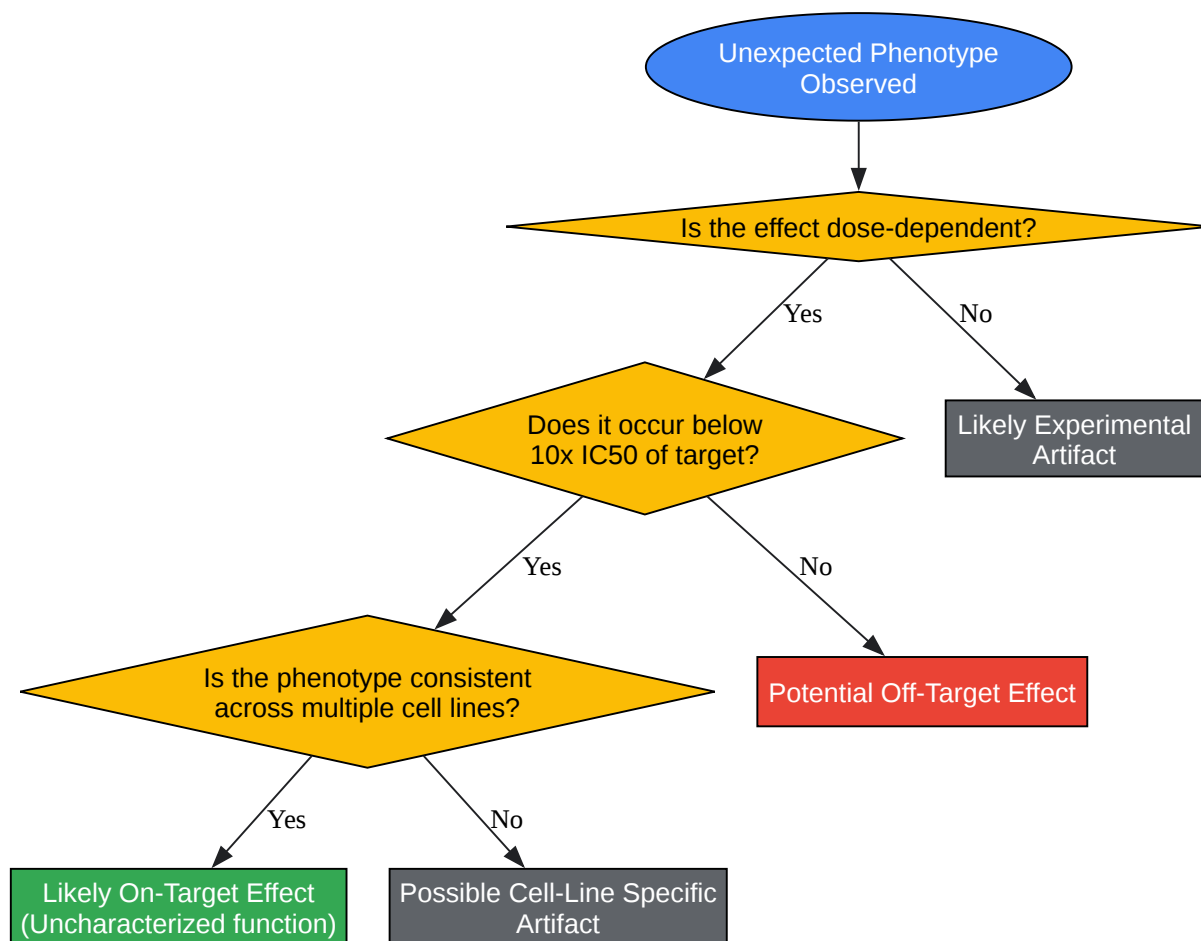 Unexpected Phenotype
Observed
Is the effect dose-dependent?
Yes
No
Does it occur below
10x IC50 of target?
Likely Experimental
Artifact
Yes
No
Is the phenotype consistent
across multiple cell lines?
Potential Off-Target Effect
Yes
No
Likely On-Target Effect
(Uncharacterized function)
Possible Cell-Line Specific
Artifact